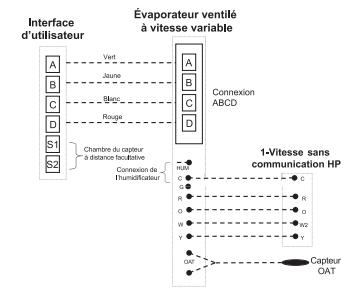 Interface
d'utilisateur
Évaporateur ventilé
à vitesse variable
A
Vert
A
B
Jaune
B
C
Blanc
C
D
Rouge
D
Connexion
ABCD
S1
S2
Chambre du capteur
à distance facultative
Connexion de
l'humidificateur
HUM
C
G
R
O
W
Y
OAT
1-Vitesse sans
communication HP
C
R
O
W2
Y
Capteur
OAT